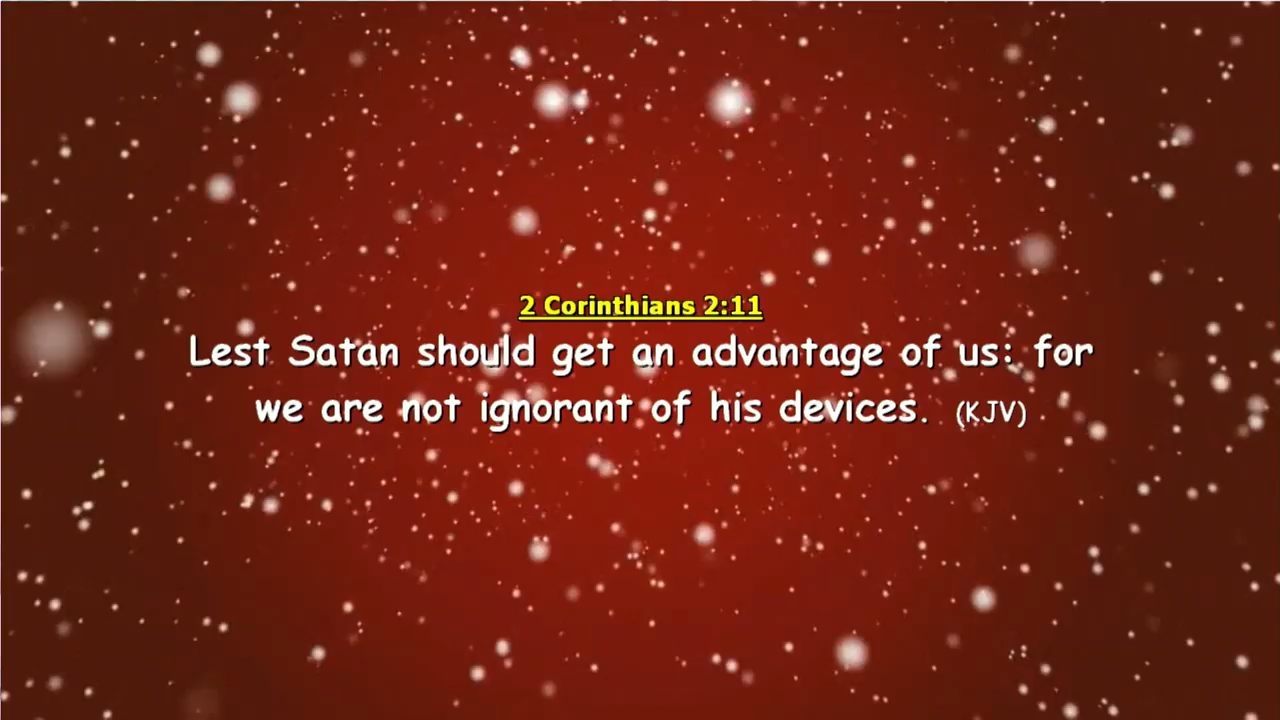 2 Corinthians 2:11
Lest Satan should get an advantage of us: for
we are not ignorant of his devices. (KJV)